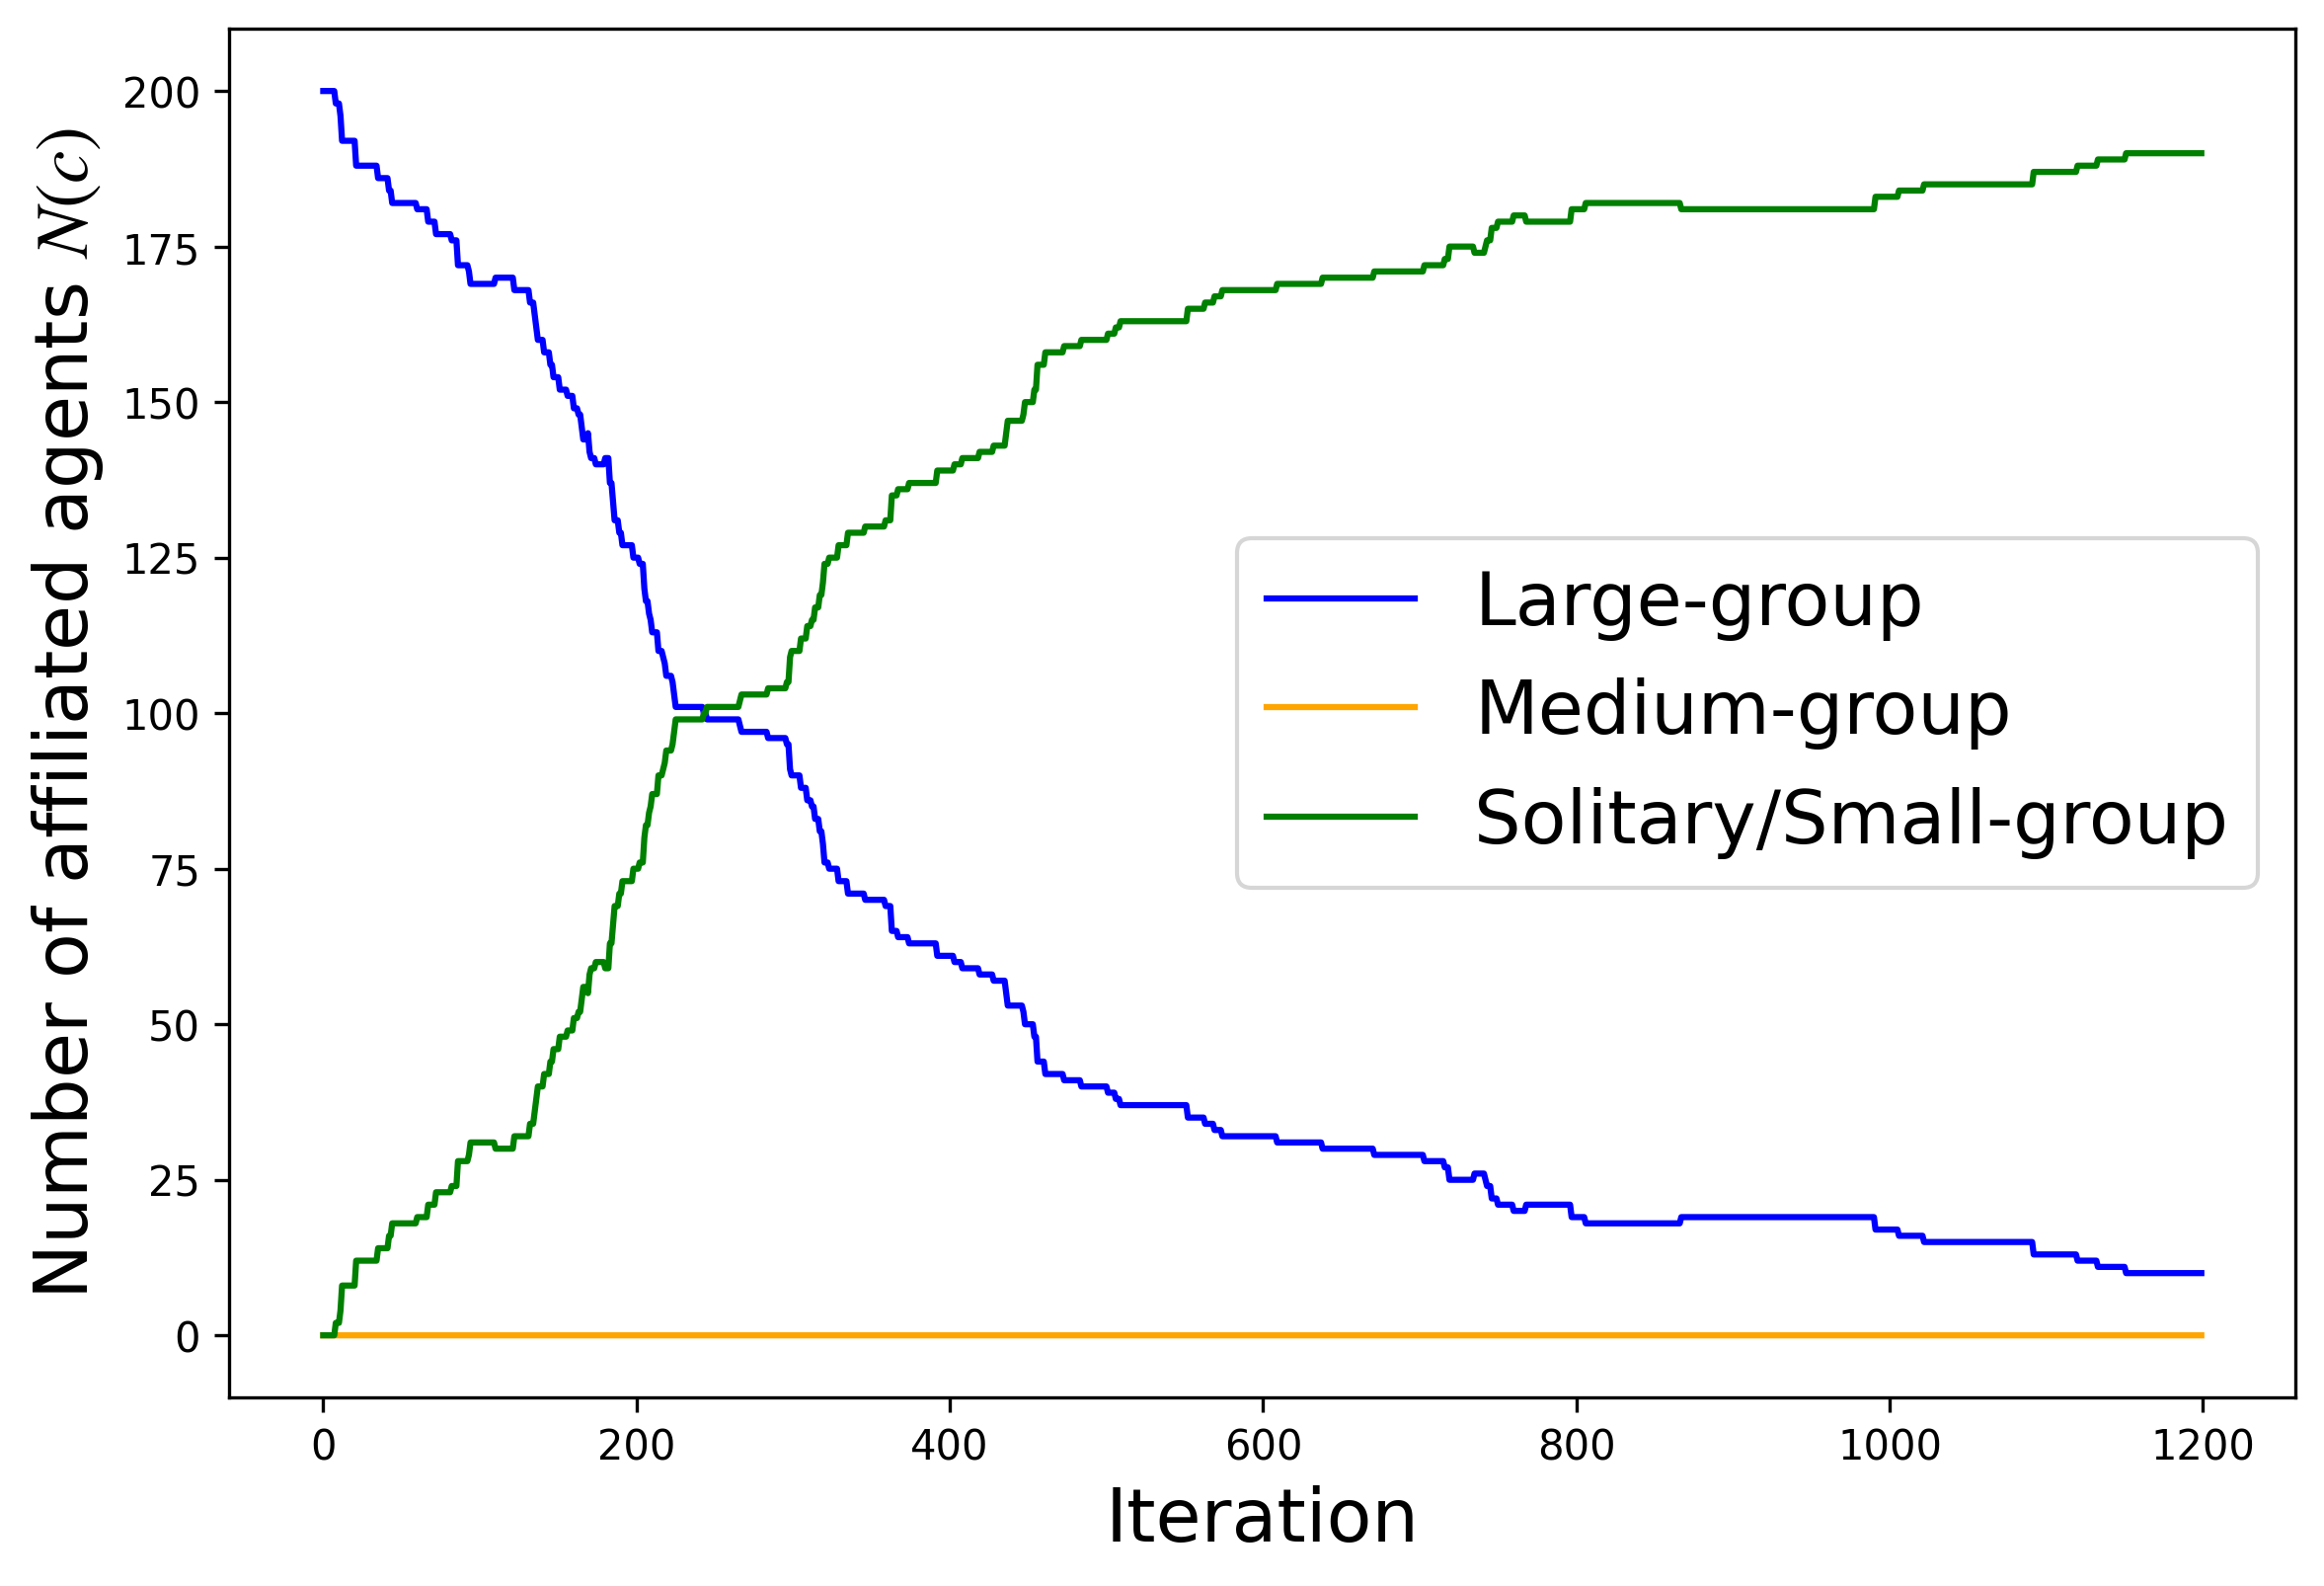 Number of affiliated agents N(c)
200
175
150
125
100
75
50
25
0
Large-group
Medium-group
Solitary/Small-group
0 200 400 600 800 1000 1200
Iteration